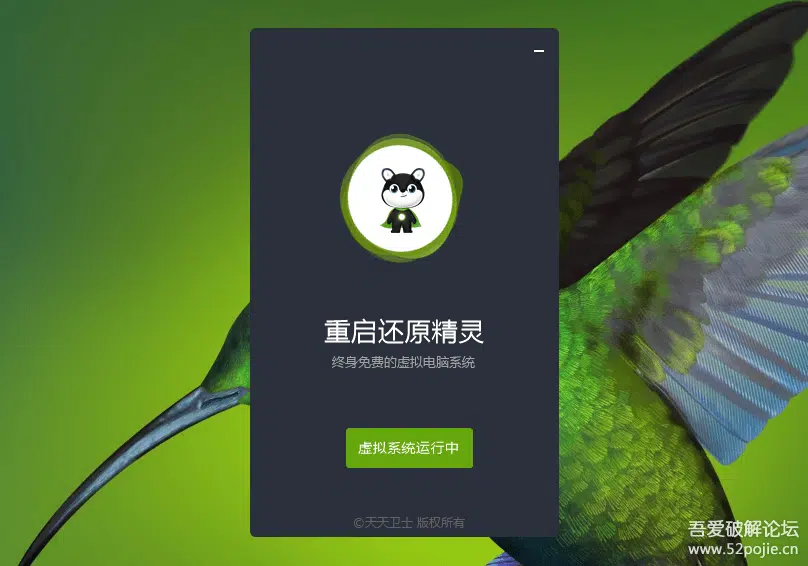 重启还原精灵
终身免费的虚拟电脑系统
虚拟系统运行中
©天天卫士 版权所有
吾爱破解论坛
www.52pojie.cn